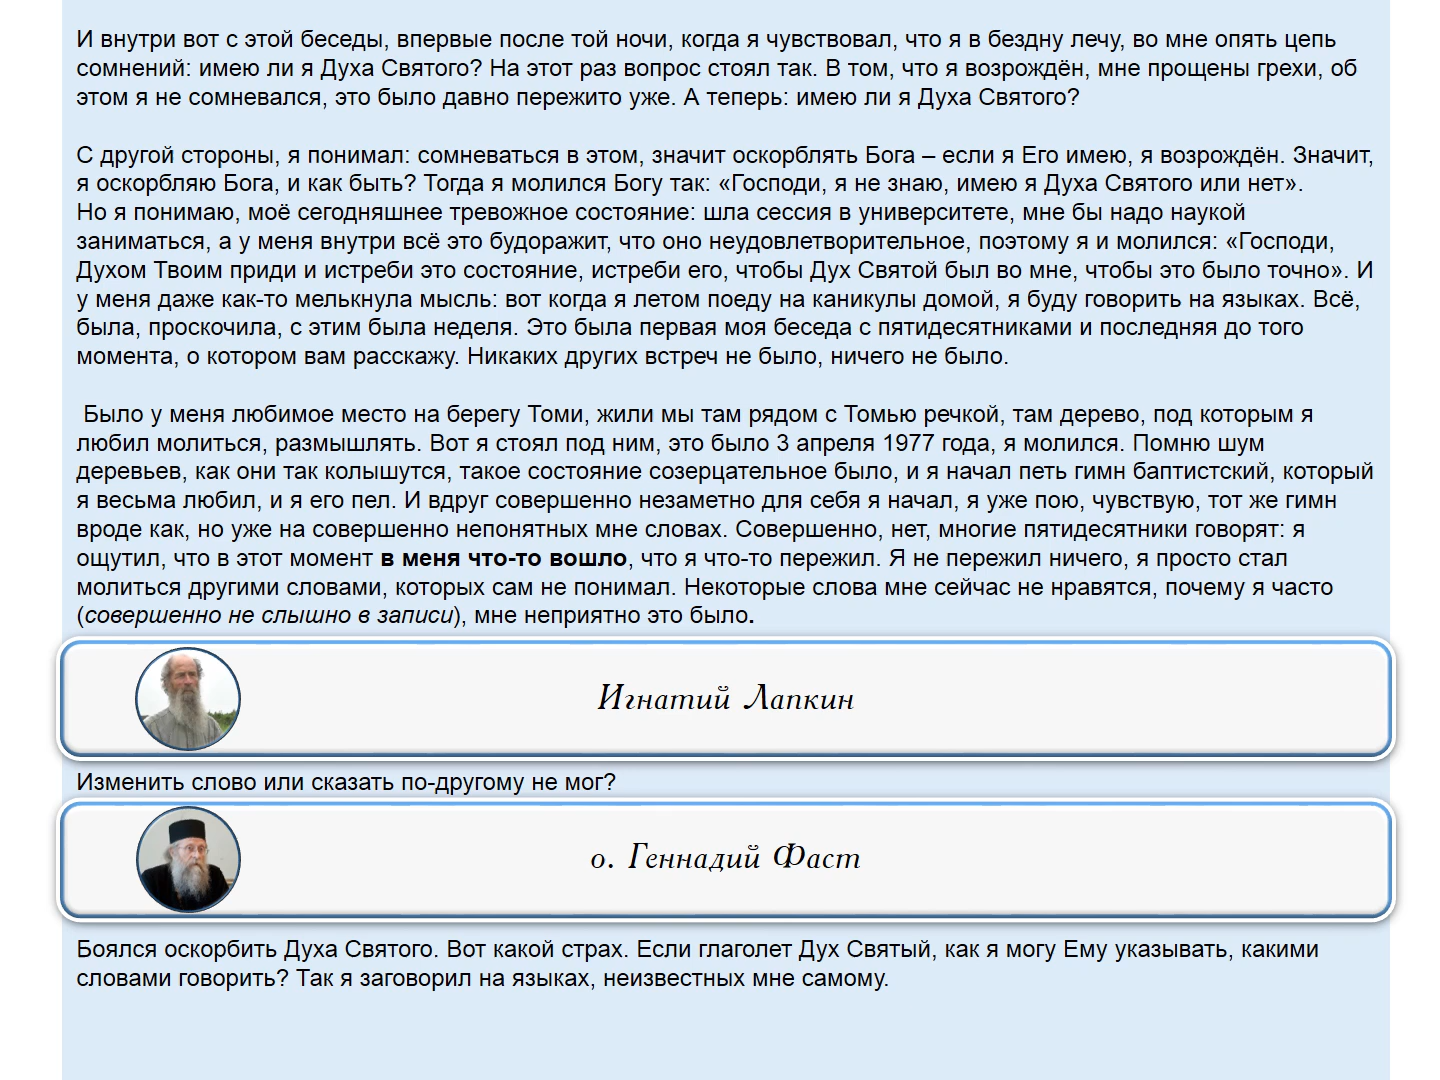 И внутри вот с этой беседы, впервые после той ночи, когда я чувствовал, что я в бездну лечу, во мне опять цепь
сомнений: имею ли я Духа Святого? На этот раз вопрос стоял так. В том, что я возрождён, мне прощены грехи, об
этом я не сомневался, это было давно пережито уже. А теперь: имею ли я Духа Святого?
С другой стороны, я понимал: сомневаться в этом, значит оскорблять Бога – если я Его имею, я возрождён. Значит,
я оскорбляю Бога, и как быть? Тогда я молился Богу так: «Господи, я не знаю, имею я Духа Святого или нет».
Но я понимаю, моё сегодняшнее тревожное состояние: шла сессия в университете, мне бы надо наукой
заниматься, а у меня внутри всё это будоражит, что оно неудовлетворительное, поэтому я и молился: «Господи,
Духом Твоим приди и истреби это состояние, истреби его, чтобы Дух Святой был во мне, чтобы это было точно». И
у меня даже как-то мелькнула мысль: вот когда я летом поеду на каникулы домой, я буду говорить на языках. Всё,
была, проскочила, с этим была неделя. Это была первая моя беседа с пятидесятниками и последняя до того
момента, о котором вам расскажу. Никаких других встреч не было, ничего не было.
Было у меня любимое место на берегу Томи, жили мы там рядом с Томью речкой, там дерево, под которым я
любил молиться, размышлять. Вот я стоял под ним, это было 3 апреля 1977 года, я молился. Помню шум
деревьев, как они так колышутся, такое состояние созерцательное было, и я начал петь гимн баптистский, который
я весьма любил, и я его пел. И вдруг совершенно незаметно для себя я начал, я уже пою, чувствую, тот же гимн
вроде как, но уже на совершенно непонятных мне словах. Совершенно, нет, многие пятидесятники говорят: я
ощутил, что в этот момент в меня что-то вошло, что я что-то пережил. Я не пережил ничего, я просто стал
молиться другими словами, которых сам не понимал. Некоторые слова мне сейчас не нравятся, почему я часто
(совершенно не слышно в записи), мне неприятно это было.
Игнатий Лапкин
Изменить слово или сказать по-другому не мог?
о. Геннадий Фаст
Боялся оскорбить Духа Святого. Вот какой страх. Если глаголет Дух Святый, как я могу Ему указывать, какими
словами говорить? Так я заговорил на языках, неизвестных мне самому.